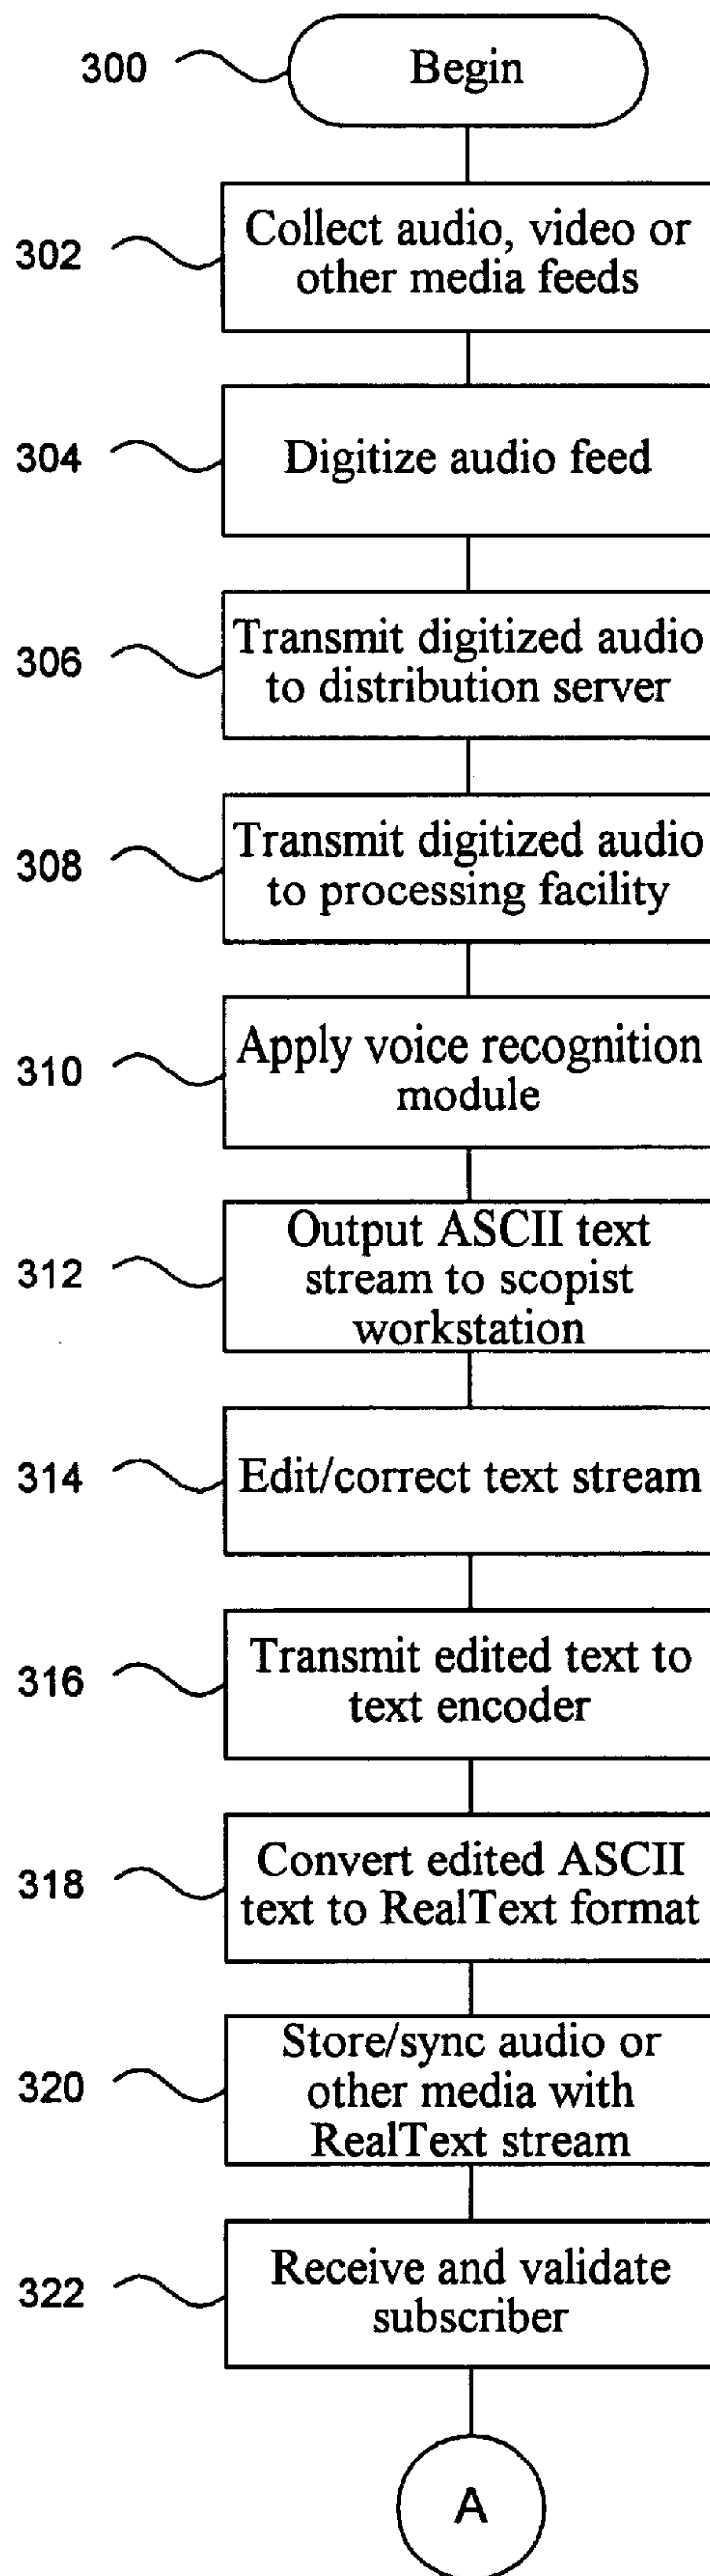 300 Begin
302 Collect audio, video or
other media feeds
304 Digitize audio feed
306 Transmit digitized audio
to distribution server
308 Transmit digitized audio
to processing facility
310 Apply voice recognition
module
312 Output ASCII text
stream to scopist
workstation
314 Edit/correct text stream
316 Transmit edited text to
text encoder
318 Convert edited ASCII
text to RealText format
320 Store/sync audio or
other media with
RealText stream
322 Receive and validate
subscriber
A